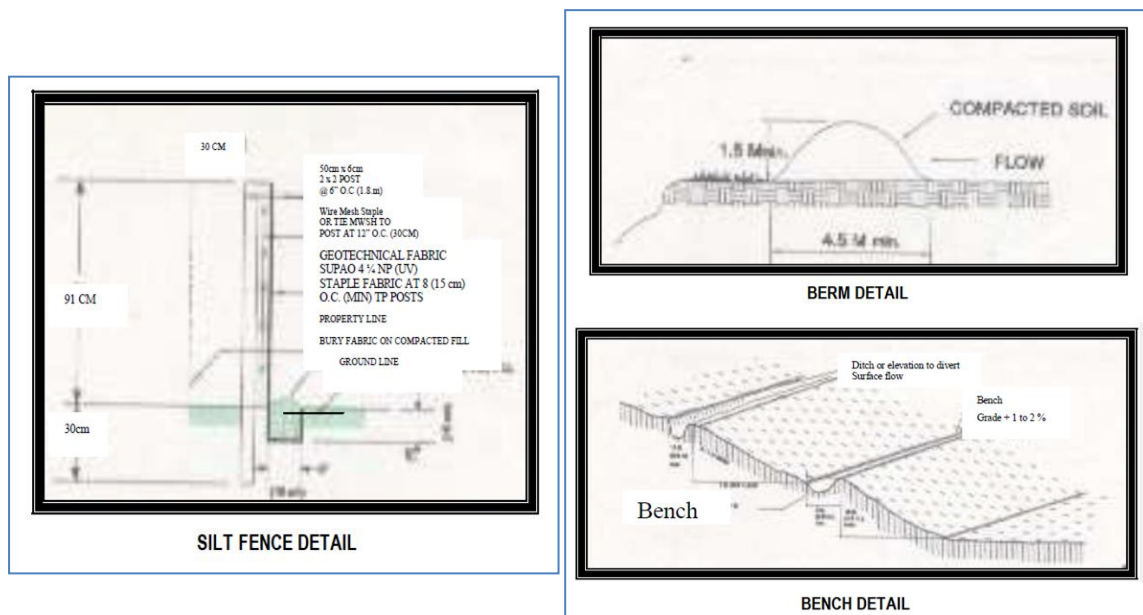 30 CM
50cm x 6cm
2 x 2 POST
@ 6" O.C (1.8.m)
Wire Mesh Staple
OR TIE MWSH TO
POST AT 12" O.C. (30CM)
GEOTECHNICAL FABRIC
SUPAO 4 ¼ NP (UV)
STAPLE FABRIC AT 8 (15 cm)
O.C. (MIN) TP POSTS
91 CM
PROPERTY LINE
BURY FABRIC ON COMPACTED FILL
GROUND LINE
30cm
SILT FENCE DETAIL
COMPACTED SOIL
1.5 Mmin.
FLOW
4.5 M min.
BERM DETAIL
Ditch or elevation to divert
Surface flow
Bench
Grade + 1 to 2 %
Bench
BENCH DETAIL